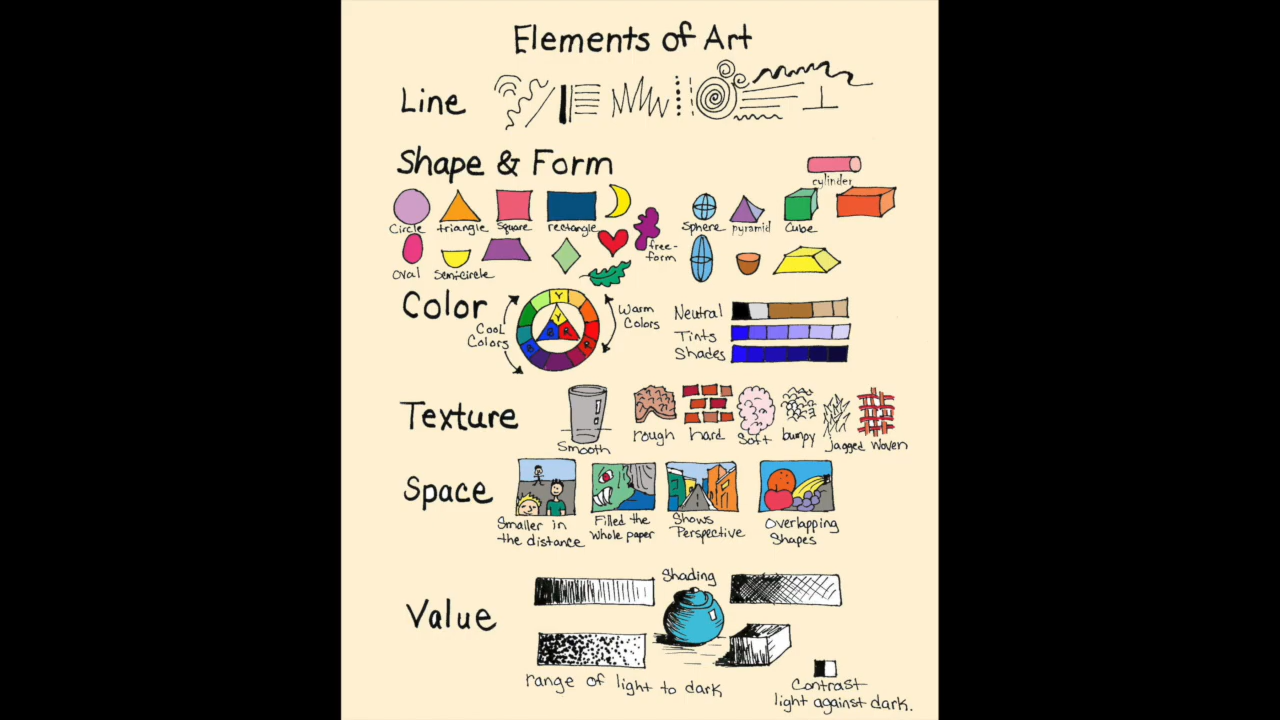 Elements of Art
Line
Shape & Form
cylinder
Circle triangle square rectangle free-form sphere pyramid Cube
Oval Semicircle
Color
Cool Colors
Y
Y
B R
B R
Warm Colors
Neutral
Tints
Shades
Texture
Smooth rough hard Soft bumpy Jagged Woven
Space
Smaller in
the distance
Filled the
whole paper
Shows
Perspective
Overlapping
Shapes
Value
Shading
range of light to dark
Contrast
light against dark.